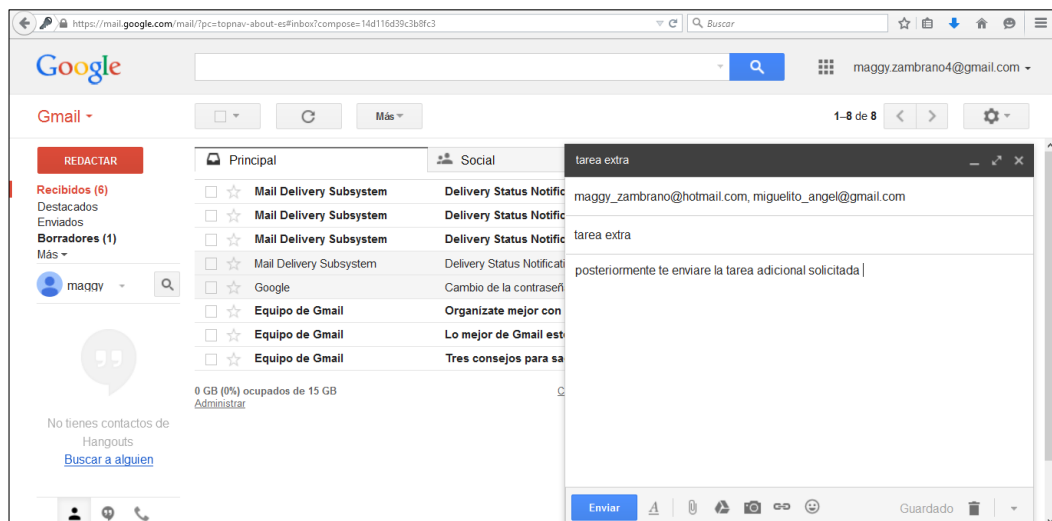 https://mail.google.com/mail/?pc=topnav-about-es#inbox?compose=14d116d39c3b8fc3
Buscar
Google
maggy.zambrano4@gmail.com
Gmail
Más
1–8 de 8
REDACTAR
Principal
Social
tarea extra
Recibidos (6)
Destacados
Enviados
Borradores (1)
Más
maggy
Mail Delivery Subsystem Delivery Status Notific
Mail Delivery Subsystem Delivery Status Notific
Mail Delivery Subsystem Delivery Status Notific
Mail Delivery Subsystem Delivery Status Notificati
Google Cambio de la contraseñ
Equipo de Gmail Organízate mejor con
Equipo de Gmail Lo mejor de Gmail est
Equipo de Gmail Tres consejos para sa
0 GB (0%) ocupados de 15 GB
Administrar
C
maggy_zambrano@hotmail.com, miguelito_angel@gmail.com
tarea extra
posteriormente te enviare la tarea adicional solicitada
No tienes contactos de
Hangouts
Buscar a alguien
Enviar
Guardado